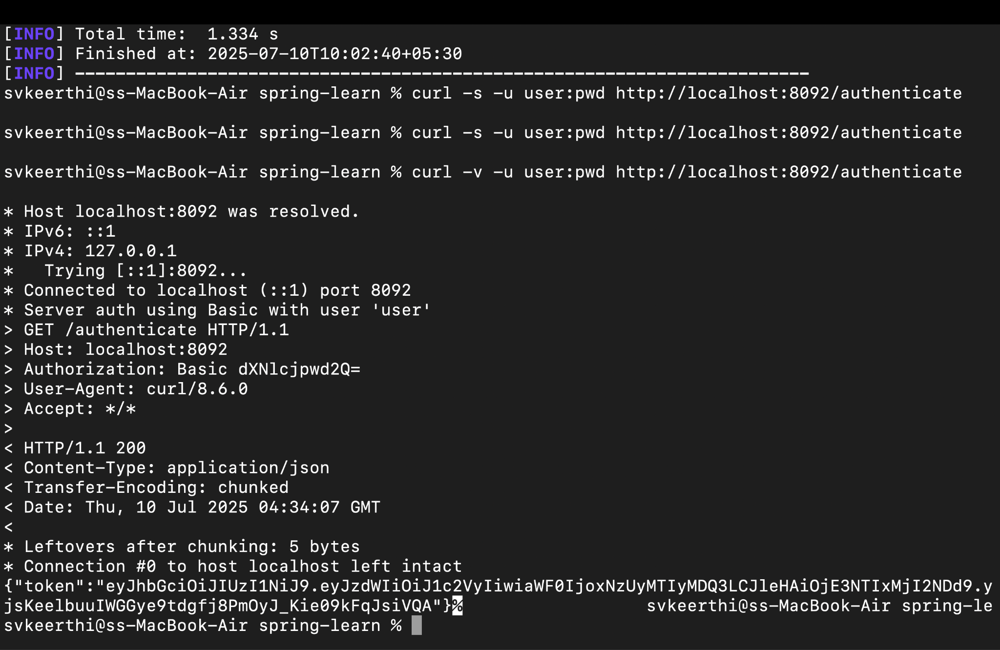 [INFO] Total time:  1.334 s
[INFO] Finished at: 2025-07-10T10:02:40+05:30
[INFO] ------------------------------------------------------------------------
svkeerthi@ss-MacBook-Air spring-learn % curl -s -u user:pwd http://localhost:8092/authenticate
svkeerthi@ss-MacBook-Air spring-learn % curl -s -u user:pwd http://localhost:8092/authenticate
svkeerthi@ss-MacBook-Air spring-learn % curl -v -u user:pwd http://localhost:8092/authenticate
* Host localhost:8092 was resolved.
* IPv6: ::1
* IPv4: 127.0.0.1
*   Trying [::1]:8092...
* Connected to localhost (::1) port 8092
* Server auth using Basic with user 'user'
> GET /authenticate HTTP/1.1
> Host: localhost:8092
> Authorization: Basic dXNlcjpwd2Q=
> User-Agent: curl/8.6.0
> Accept: */*
>
< HTTP/1.1 200
< Content-Type: application/json
< Transfer-Encoding: chunked
< Date: Thu, 10 Jul 2025 04:34:07 GMT
<
* Leftovers after chunking: 5 bytes
* Connection #0 to host localhost left intact
{"token":"eyJhbGciOiJIUzI1NiJ9.eyJzdWIiOiJ1c2VyIiwiaWF0IjoxNzUyMTIyMDQ3LCJleHAiOjE3NTIxMjI2NDd9.y
jsKeelbuuIWGGye9tdgfj8PmOyJ_Kie09kFqJsiVQA"}% svkeerthi@ss-MacBook-Air spring-le
svkeerthi@ss-MacBook-Air spring-learn %